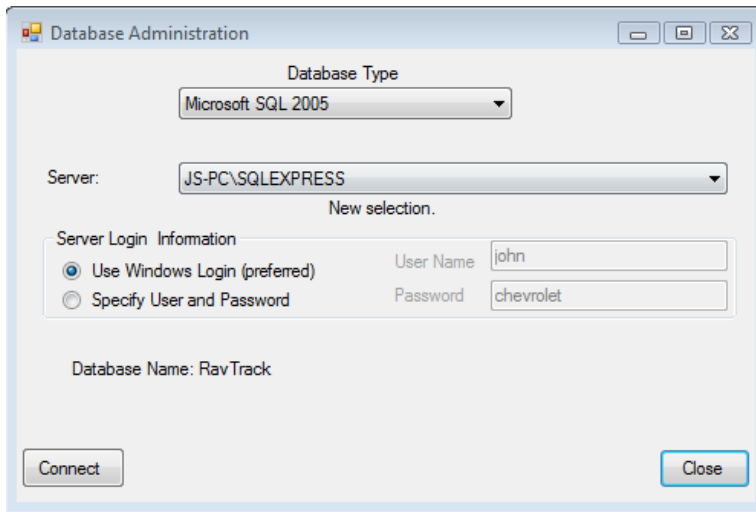 Database Administration
Database Type
Microsoft SQL 2005
Server:
JS-PC\SQLEXPRESS
New selection.
Server Login Information
Use Windows Login (preferred)
User Name
john
Specify User and Password
Password
chevrolet
Database Name: RavTrack
Connect
Close